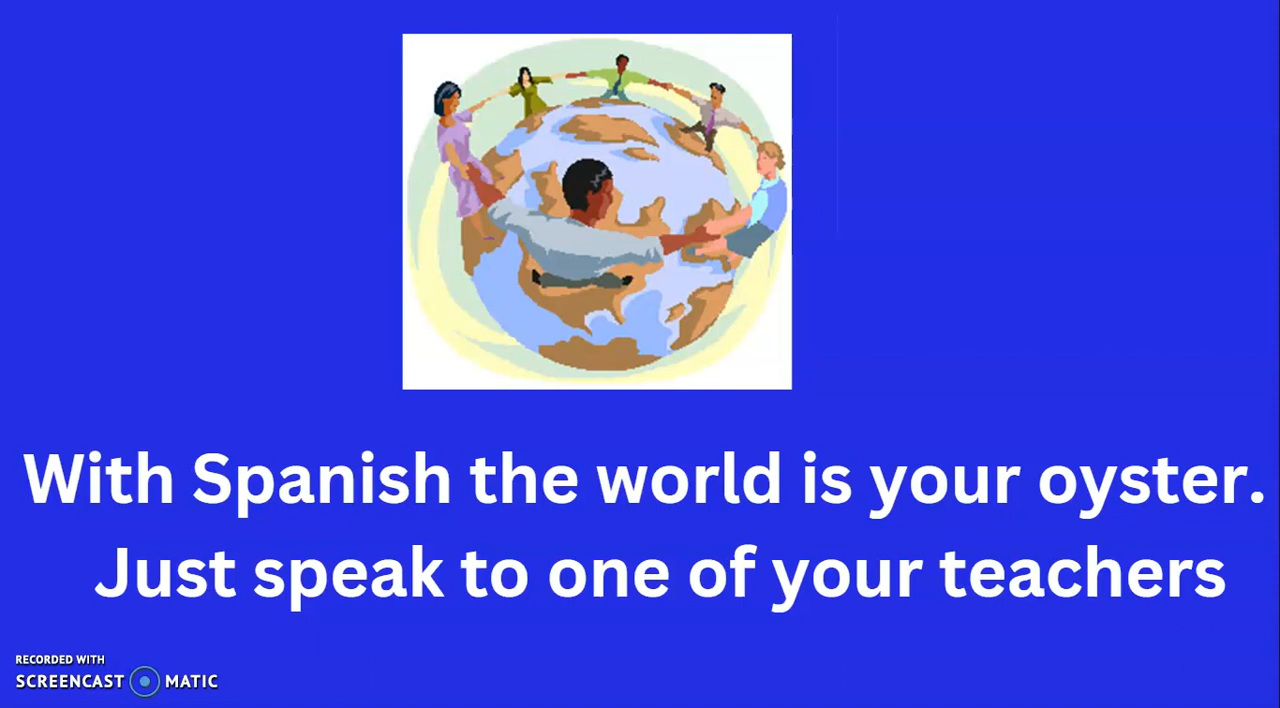 With Spanish the world is your oyster.
Just speak to one of your teachers
RECORDED WITH
SCREENCAST MATIC